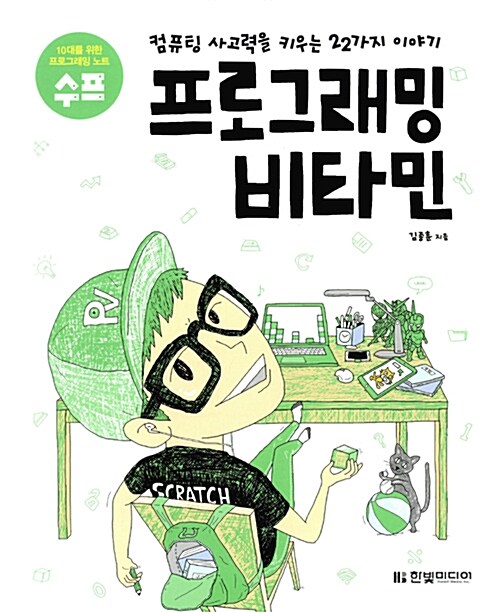 10대를 위한
프로그래밍 노트
수프
컴퓨팅 사고력을 키우는 22가지 이야기
프로그래밍
비타민
김종훈 지음
PV
SCRATCH
한빛미디어